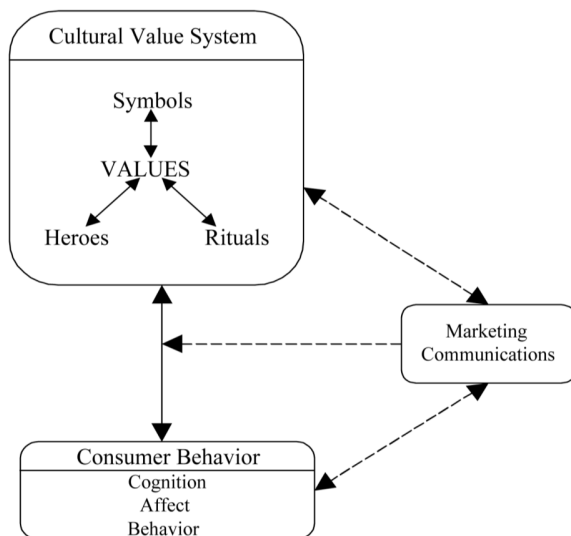 Cultural Value System
Symbols
VALUES
Heroes
Rituals
Marketing
Communications
Consumer Behavior
Cognition
Affect
Behavior